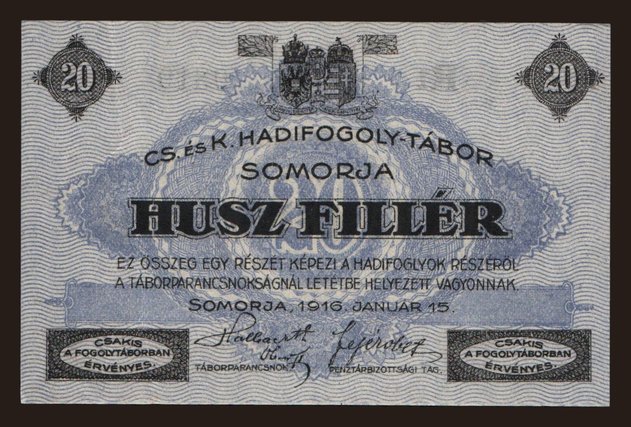 20 20
CS. és K. HADIFOGOLY-TÁBOR
SOMORJA
HUSZ FILLÉR
20
EZ ÖSSZEG EGY RÉSZÉT KÉPEZI A HADIFOGLYOK RÉSZÉRŐL
A TÁBORPARANCSNOKSÁGNÁL LETÉTBE HELYEZETT VAGYONNAK.
SOMORJA, 1916. JANUÁR 15.
CSAKIS
A FOGOLYTÁBORBAN
ÉRVÉNYES.
TÁBORPARANCSNOK.
PÉNZTÁRBIZOTTSÁGI TAG.
CSAKIS
A FOGOLYTÁBORBAN
ÉRVÉNYES.